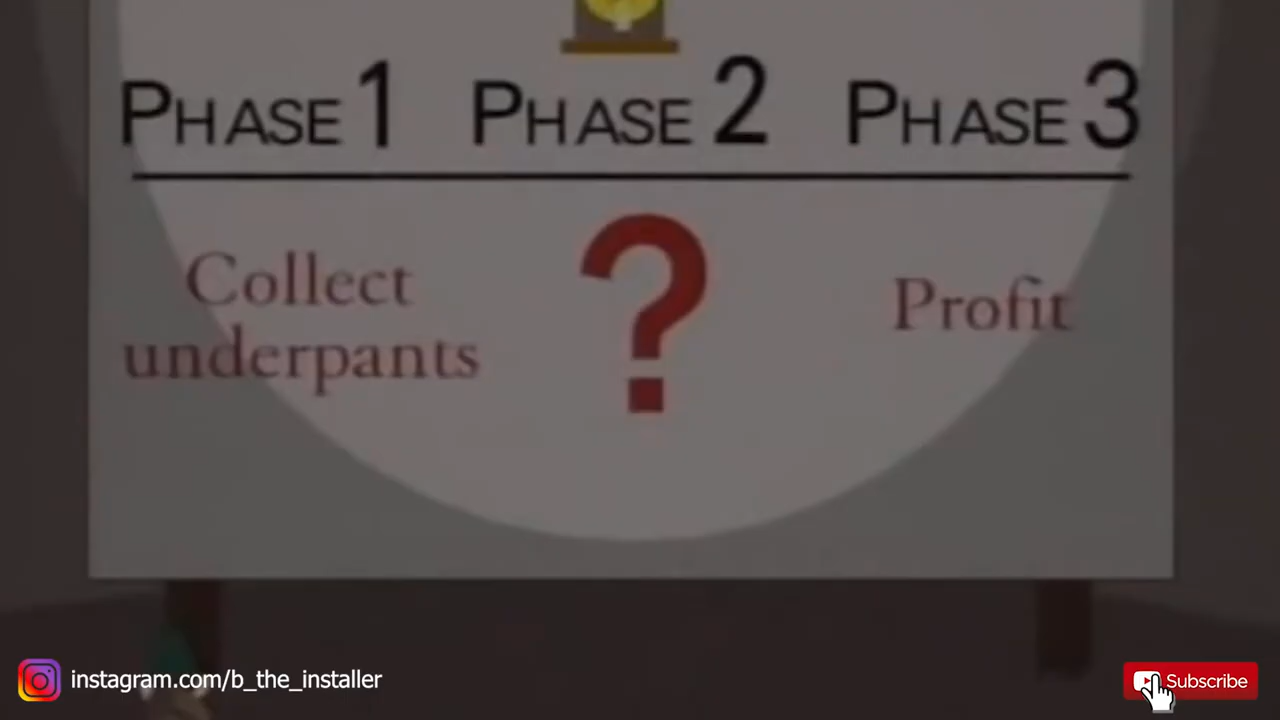 Phase 1 Phase 2 Phase 3
Collect
underpants
?
Profit
instagram.com/b_the_installer
Subscribe